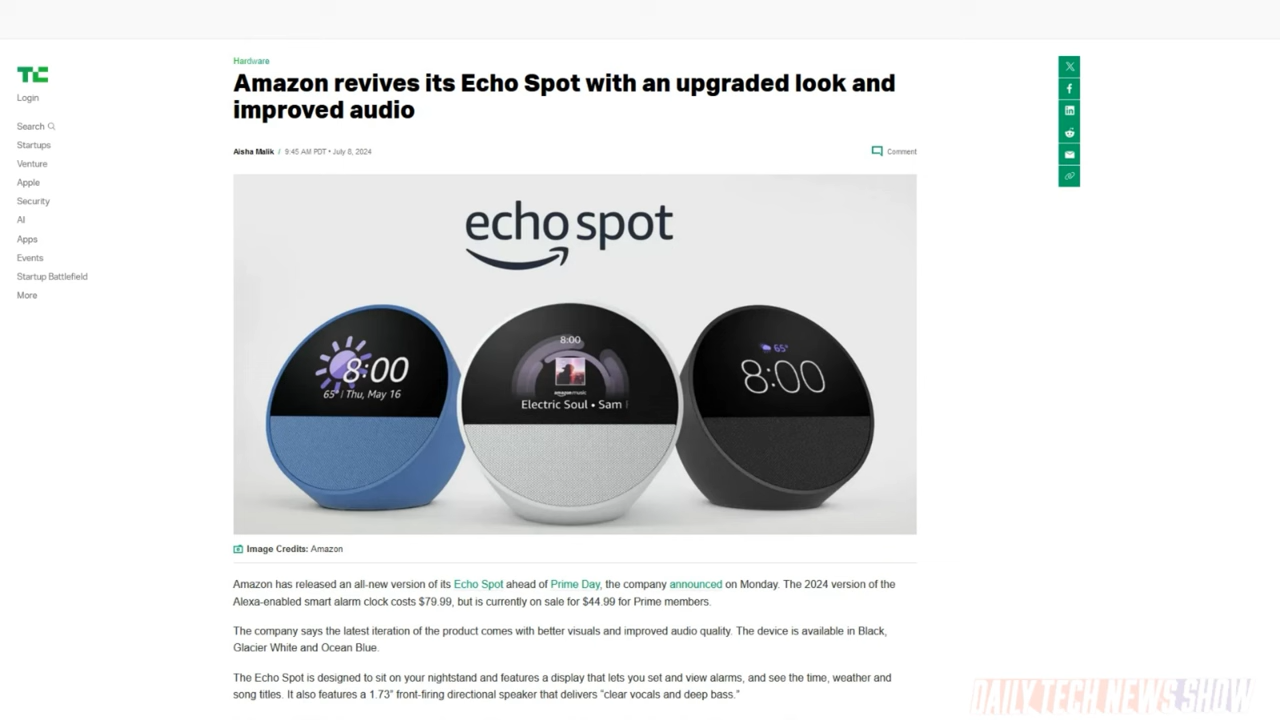 TC
Login
Search
Startups
Venture
Apple
Security
AI
Apps
Events
Startup Battlefield
More
Hardware
Amazon revives its Echo Spot with an upgraded look and
improved audio
Aisha Malik / 9:45 AM PDT • July 8, 2024
Comment
echo spot
8:00
65° | Thu, May 16
8:00
amazon music
Electric Soul • Sam
65°
8:00
Image Credits: Amazon
Amazon has released an all-new version of its Echo Spot ahead of Prime Day, the company announced on Monday. The 2024 version of the
Alexa-enabled smart alarm clock costs $79.99, but is currently on sale for $44.99 for Prime members.
The company says the latest iteration of the product comes with better visuals and improved audio quality. The device is available in Black,
Glacier White and Ocean Blue.
The Echo Spot is designed to sit on your nightstand and features a display that lets you set and view alarms, and see the time, weather and
song titles. It also features a 1.73" front-firing directional speaker that delivers "clear vocals and deep bass."
DAILY TECH NEWS SHOW